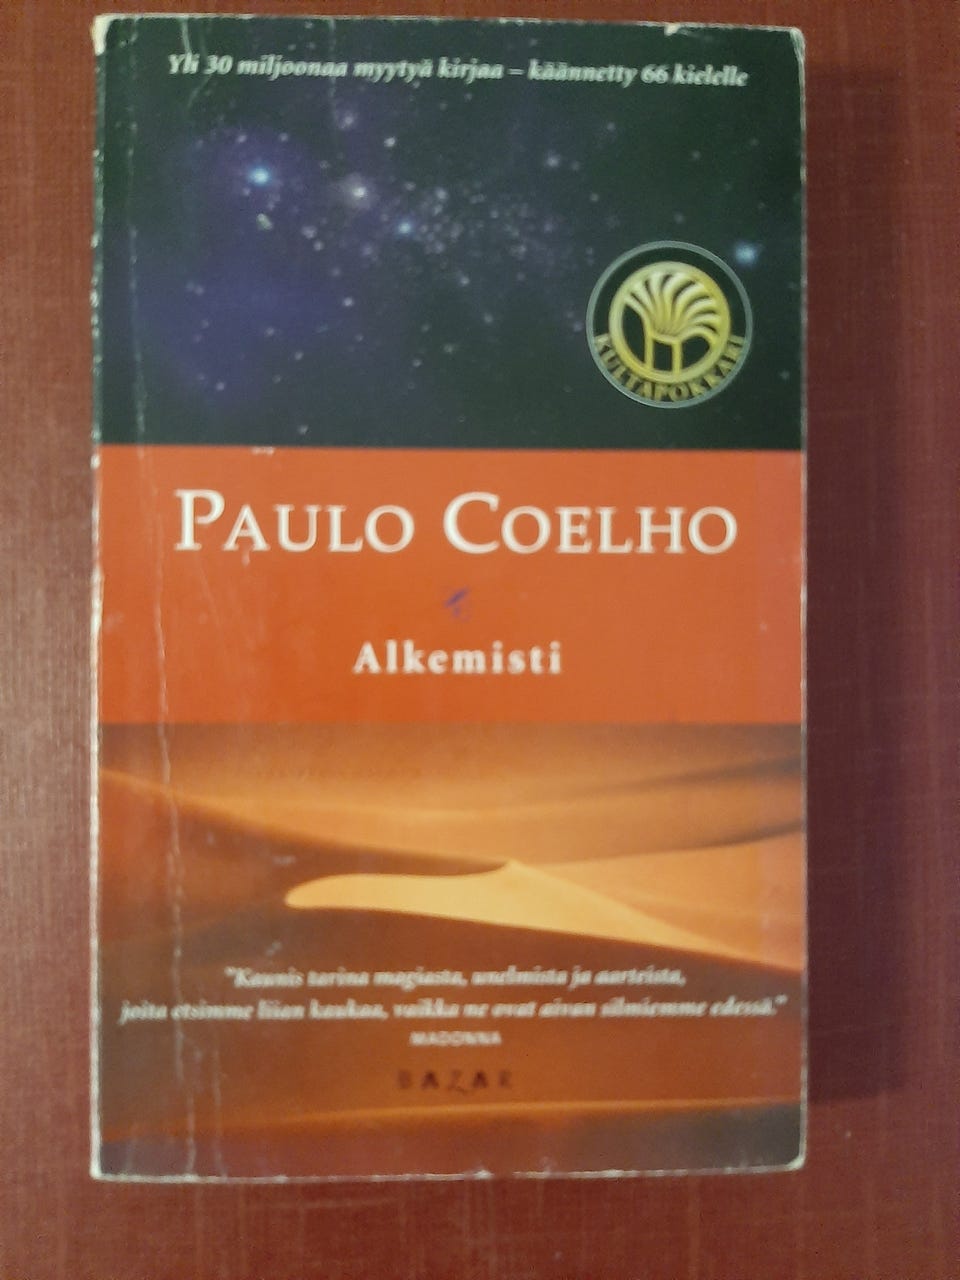 Yli 30 miljoonaa myytyä kirjaa – käännetty 66 kielelle
KULTAPOKKARI
PAULO COELHO
Alkemisti
"Kaunis tarina magiasta, unelmista ja aarteista,
joita etsimme liian kaukaa, vaikka ne ovat aivan silmiemme edessä."
MADONNA
BAZAR